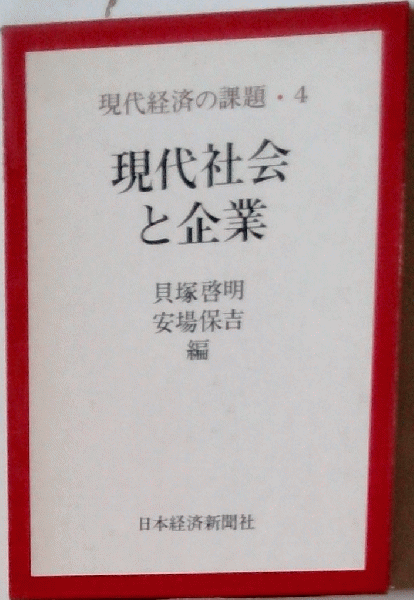 現代経済の課題・4
現代社会
と企業
貝塚啓明
安場保吉
編
日本経済新聞社